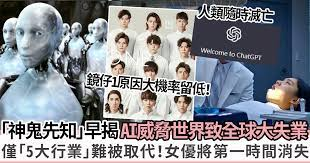 人類隨時滅亡
Welcome to ChatGPT
鏡仔1原因大機率留低!
「神鬼先知」早揭 AI威脅世界致全球大失業
僅「5大行業」難被取代!女優將第一時間消失